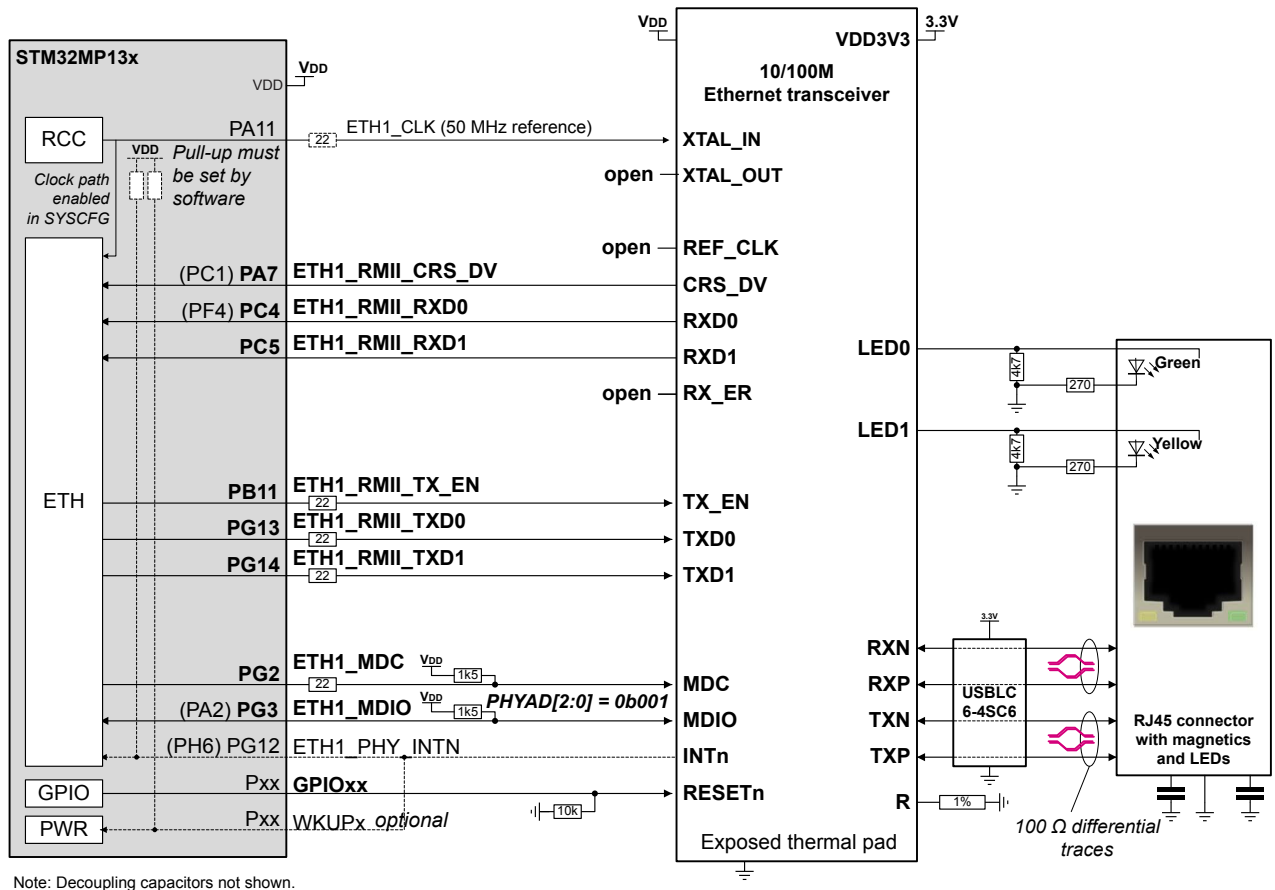 STM32MP13x
VDD
VDD
RCC
PA11
22
ETH1_CLK (50 MHz reference)
VDD
Pull-up must
be set by
software
Clock path
enabled
in SYSCFG
ETH
(PC1) PA7
ETH1_RMII_CRS_DV
(PF4) PC4
ETH1_RMII_RXD0
PC5
ETH1_RMII_RXD1
PB11
ETH1_RMII_TX_EN
22
PG13
ETH1_RMII_TXD0
22
PG14
ETH1_RMII_TXD1
22
PG2
ETH1_MDC
22
VDD
1k5
(PA2) PG3
ETH1_MDIO
VDD
1k5
PHYAD[2:0] = 0b001
(PH6) PG12
ETH1_PHY_INTN
GPIO
Pxx
GPIOxx
10k
PWR
Pxx
WKUPx
optional
VDD
3.3V
VDD3V3
10/100M
Ethernet transceiver
XTAL_IN
open
XTAL_OUT
open
REF_CLK
CRS_DV
RXD0
RXD1
open
RX_ER
TX_EN
TXD0
TXD1
MDC
MDIO
INTn
RESETn
LED0
LED1
RXN
RXP
TXN
TXP
R
1%
Exposed thermal pad
4k7
270
Green
4k7
270
Yellow
3.3V
USBLC
6-4SC6
RJ45 connector
with magnetics
and LEDs
100 Ω differential
traces
Note: Decoupling capacitors not shown.